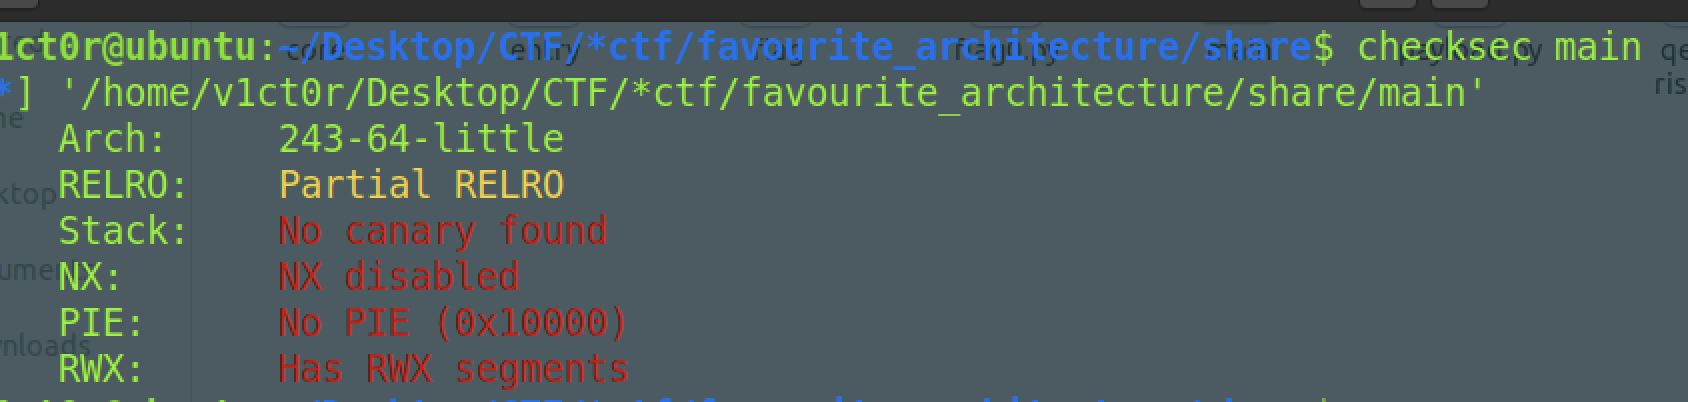 1ct0r@ubuntu:~/Desktop/CTF/*ctf/favourite_architecture/share$ checksec main
*] '/home/v1ct0r/Desktop/CTF/*ctf/favourite_architecture/share/main'
Arch: 243-64-little
RELRO: Partial RELRO
Stack: No canary found
NX: NX disabled
PIE: No PIE (0x10000)
RWX: Has RWX segments